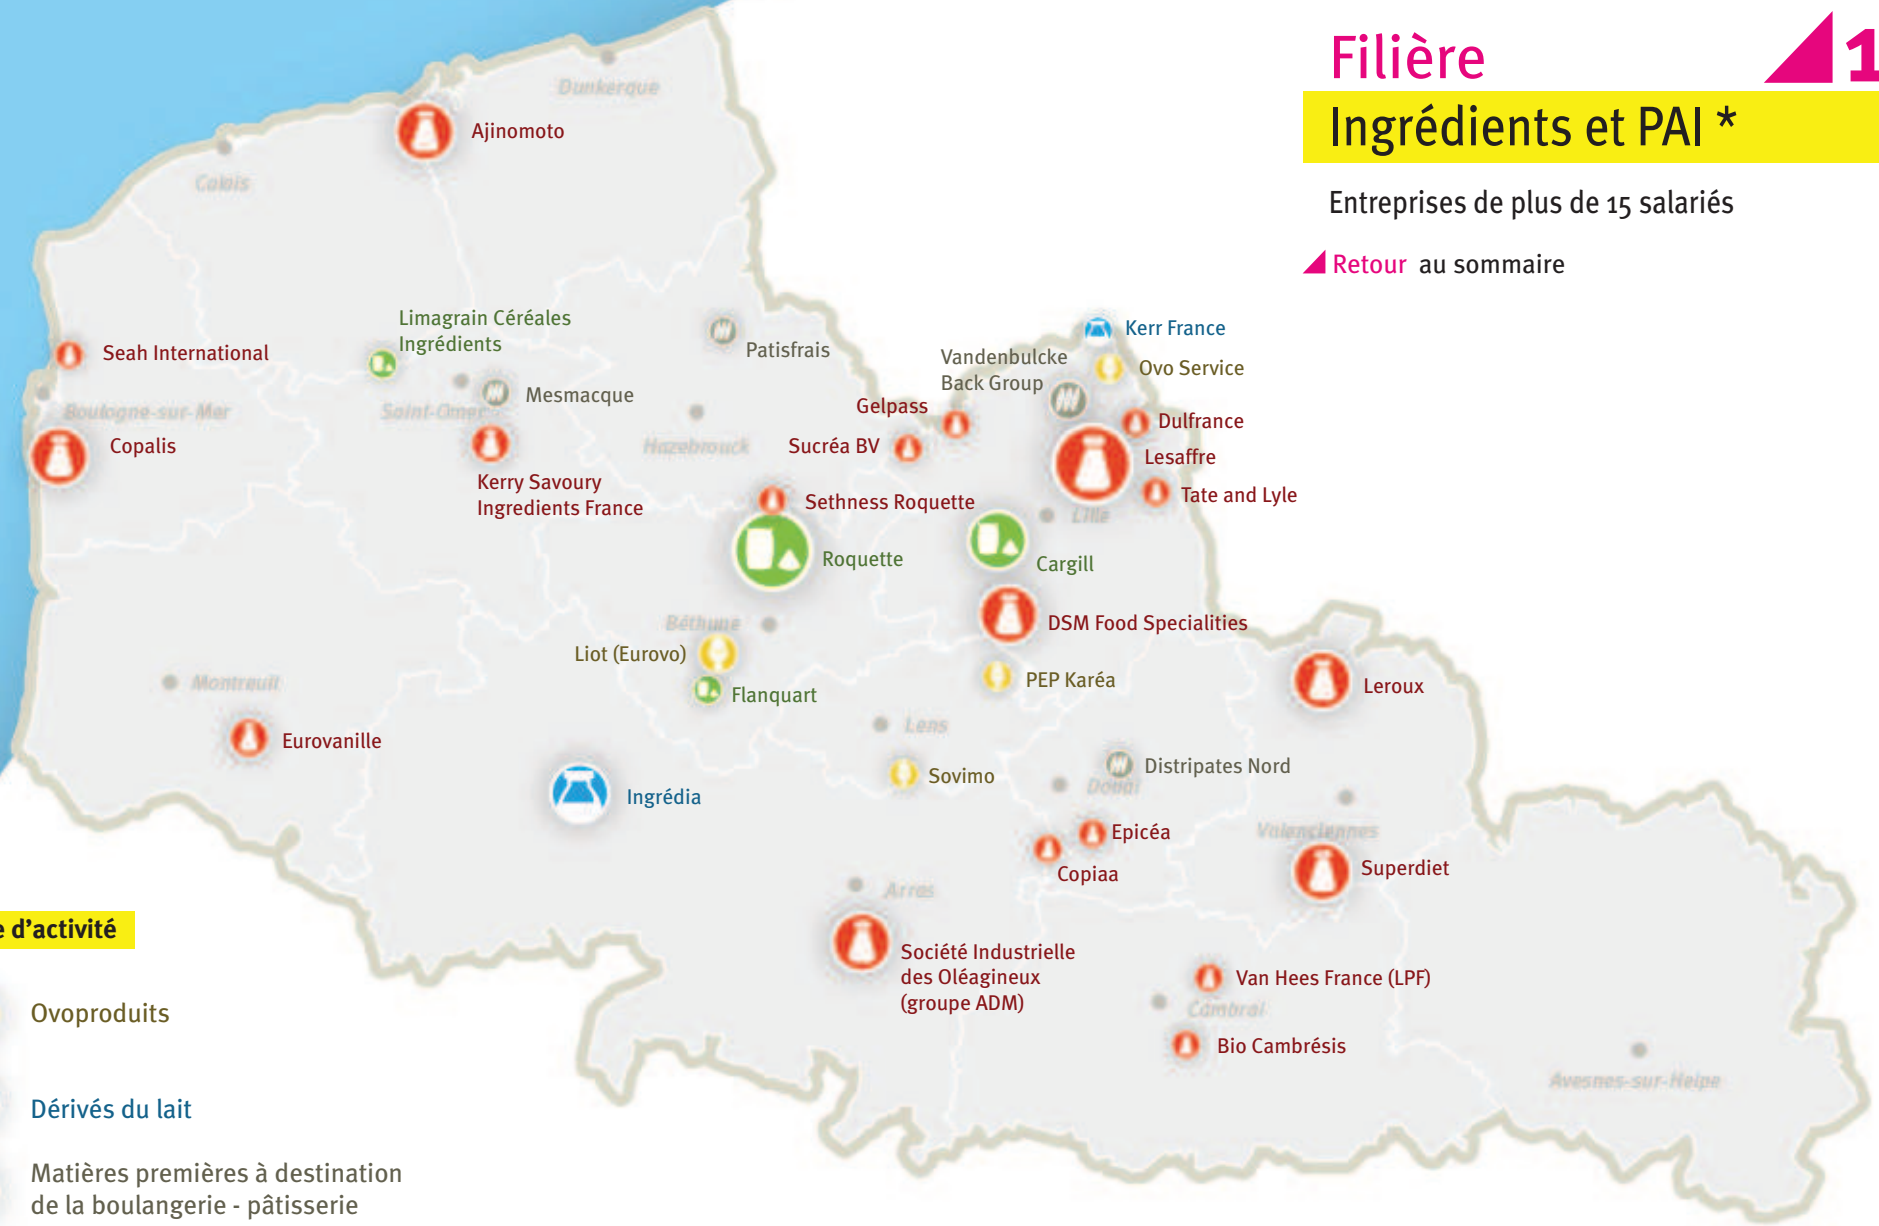 Filière
1
Ingrédients et PAI *
Entreprises de plus de 15 salariés
Retour au sommaire
Dunkerque
Ajinomoto
Calais
Limagrain Céréales
Ingrédients
Seah International
Patisfrais
Kerr France
Vandenbulcke
Back Group
Ovo Service
Mesmacque
Boulogne-sur-Mer
Saint-Omer
Gelpass
Dulfrance
Copalis
Hazebrouck
Sucréa BV
Lesaffre
Kerry Savoury
Ingredients France
Sethness Roquette
Tate and Lyle
Lille
Roquette
Cargill
Béthune
DSM Food Specialities
Liot (Eurovo)
PEP Karéa
Leroux
Montreuil
Flanquart
Lens
Eurovanille
Sovimo
Distripates Nord
Douai
Ingrédia
Epicéa
Valenciennes
Copiaa
Superdiet
Arras
Société Industrielle
des Oléagineux
(groupe ADM)
Van Hees France (LPF)
Cambrai
Bio Cambrésis
Avesnes-sur-Helpe
e d'activité
Ovoproduits
Dérivés du lait
Matières premières à destination
de la boulangerie - pâtisserie